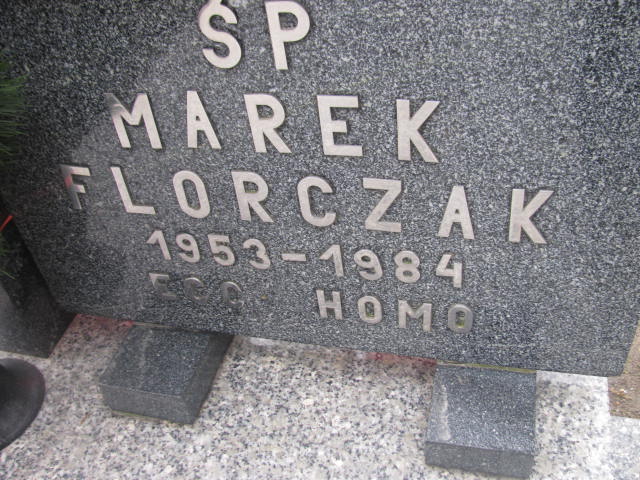 ŚP
MAREK
FLORCZAK
1953-1984
HOMO